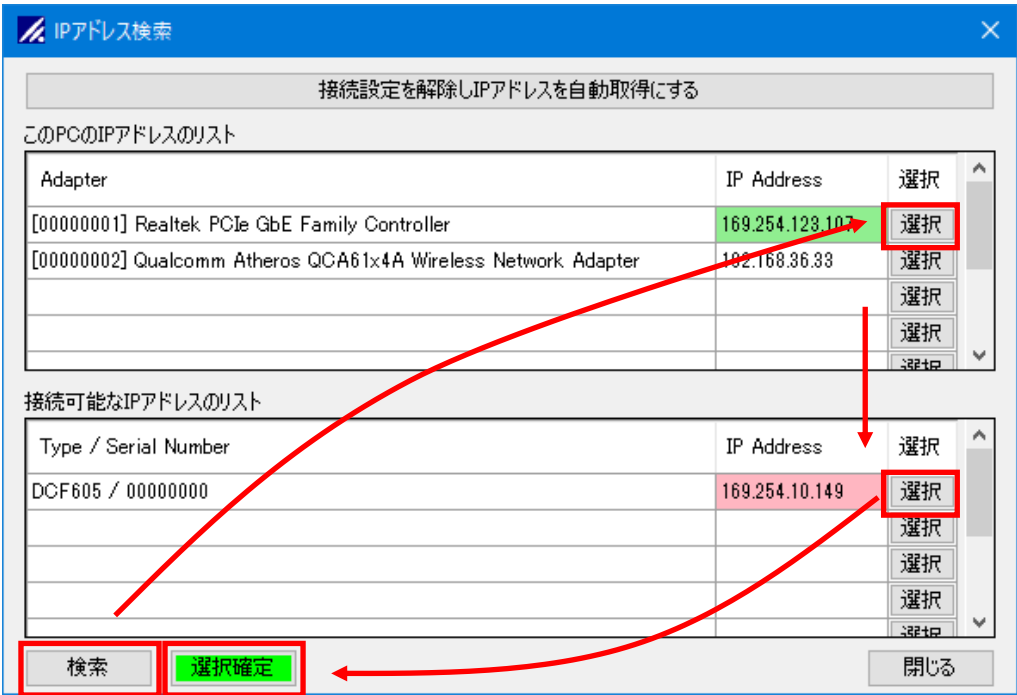 IPアドレス検索
接続設定を解除しIPアドレスを自動取得にする
このPCのIPアドレスのリスト
Adapter IP Address 選択
[00000001] Realtek PCIe GbE Family Controller 169.254.123.107 選択
[00000002] Qualcomm Atheros QCA61x4A Wireless Network Adapter 192.168.36.33 選択
選択
選択
選択
接続可能なIPアドレスのリスト
Type / Serial Number IP Address 選択
DCF605 / 00000000 169.254.10.149 選択
選択
選択
選択
選択
検索 選択確定 閉じる